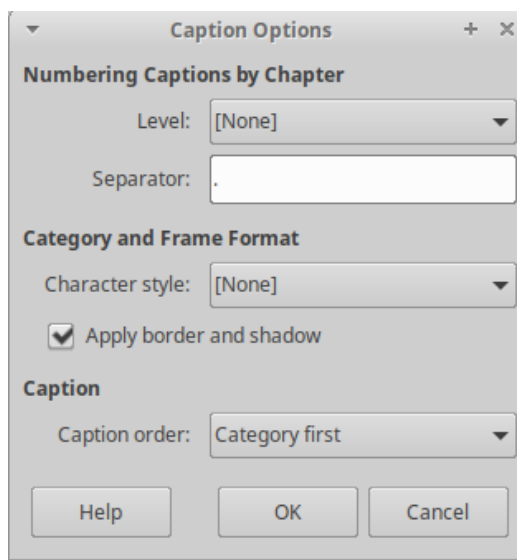 Caption Options
Numbering Captions by Chapter
Level: [None]
Separator: .
Category and Frame Format
Character style: [None]
Apply border and shadow
Caption
Caption order: Category first
Help OK Cancel